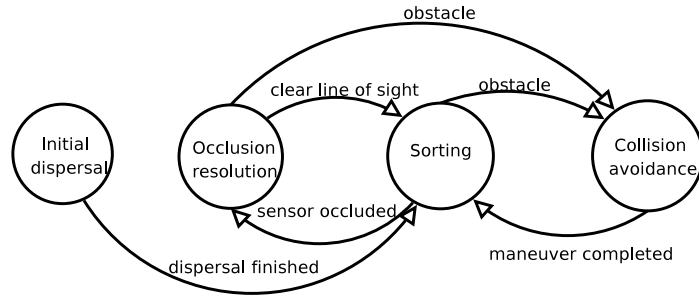 obstacle
clear line of sight
obstacle
Initial
dispersal
Occlusion
resolution
Sorting
Collision
avoidance
sensor occluded
maneuver completed
dispersal finished